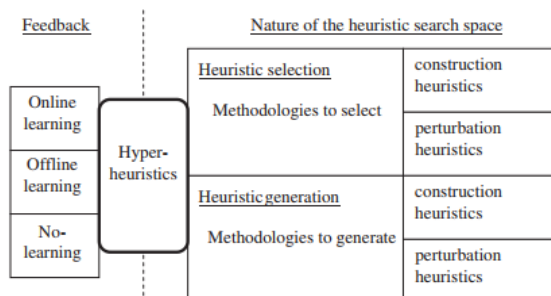 Feedback
Nature of the heuristic search space
Online
learning
Offline
learning
No-
learning
Hyper-
heuristics
Heuristic selection
Methodologies to select
construction
heuristics
perturbation
heuristics
Heuristic generation
Methodologies to generate
construction
heuristics
perturbation
heuristics